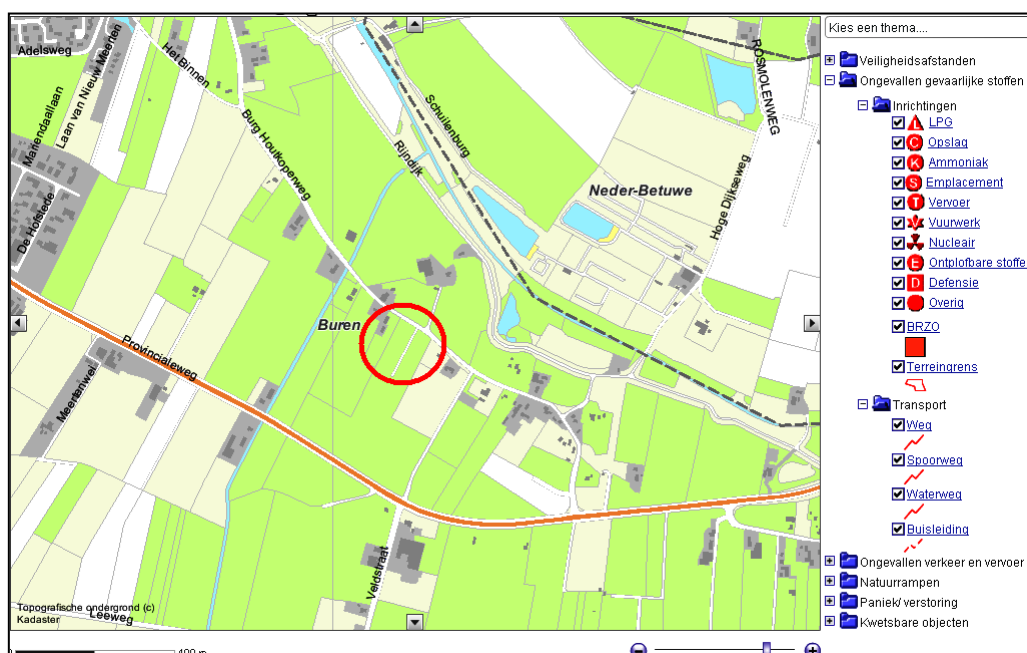 Adelsweg
Het Binnen
Laan van Nieuw Meerten
Mariendaallaan
De Hofstede
Burg Houtkoperweg
Schuilenburg
Rijndijk
ROSMOLENWEG
Neder-Betuwe
Hoge Dijkseweg
Buren
Provincialeweg
Meertenwei
Veldstraat
Leeweg
Topografische ondergrond (c)
Kadaster
400 m
Kies een thema....
Veiligheidsafstanden
Ongevallen gevaarlijke stoffen
Inrichtingen
L LPG
C Opslag
K Ammoniak
S Emplacement
T Vervoer
Vuurwerk
Nucleair
E Ontplofbare stoffe
D Defensie
Overig
BRZO
Terreingrens
Transport
Weg
Spoorweg
Waterweg
Buisleiding
Ongevallen verkeer en vervoer
Natuurrampen
Paniek/ verstoring
Kwetsbare objecten